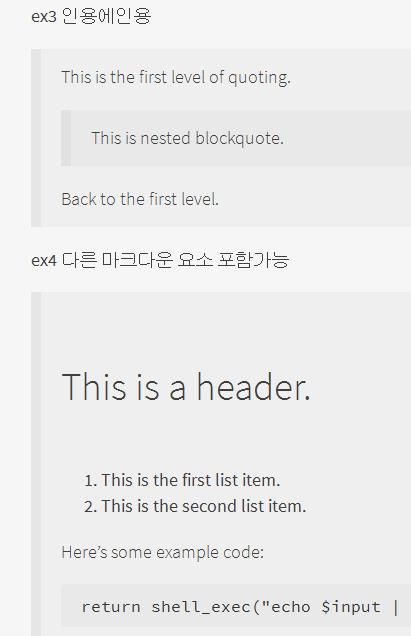 ex3 인용에인용
This is the first level of quoting.
This is nested blockquote.
Back to the first level.
ex4 다른 마크다운 요소 포함가능
This is a header.
1. This is the first list item.
2. This is the second list item.
Here’s some example code:
return shell_exec("echo $input |